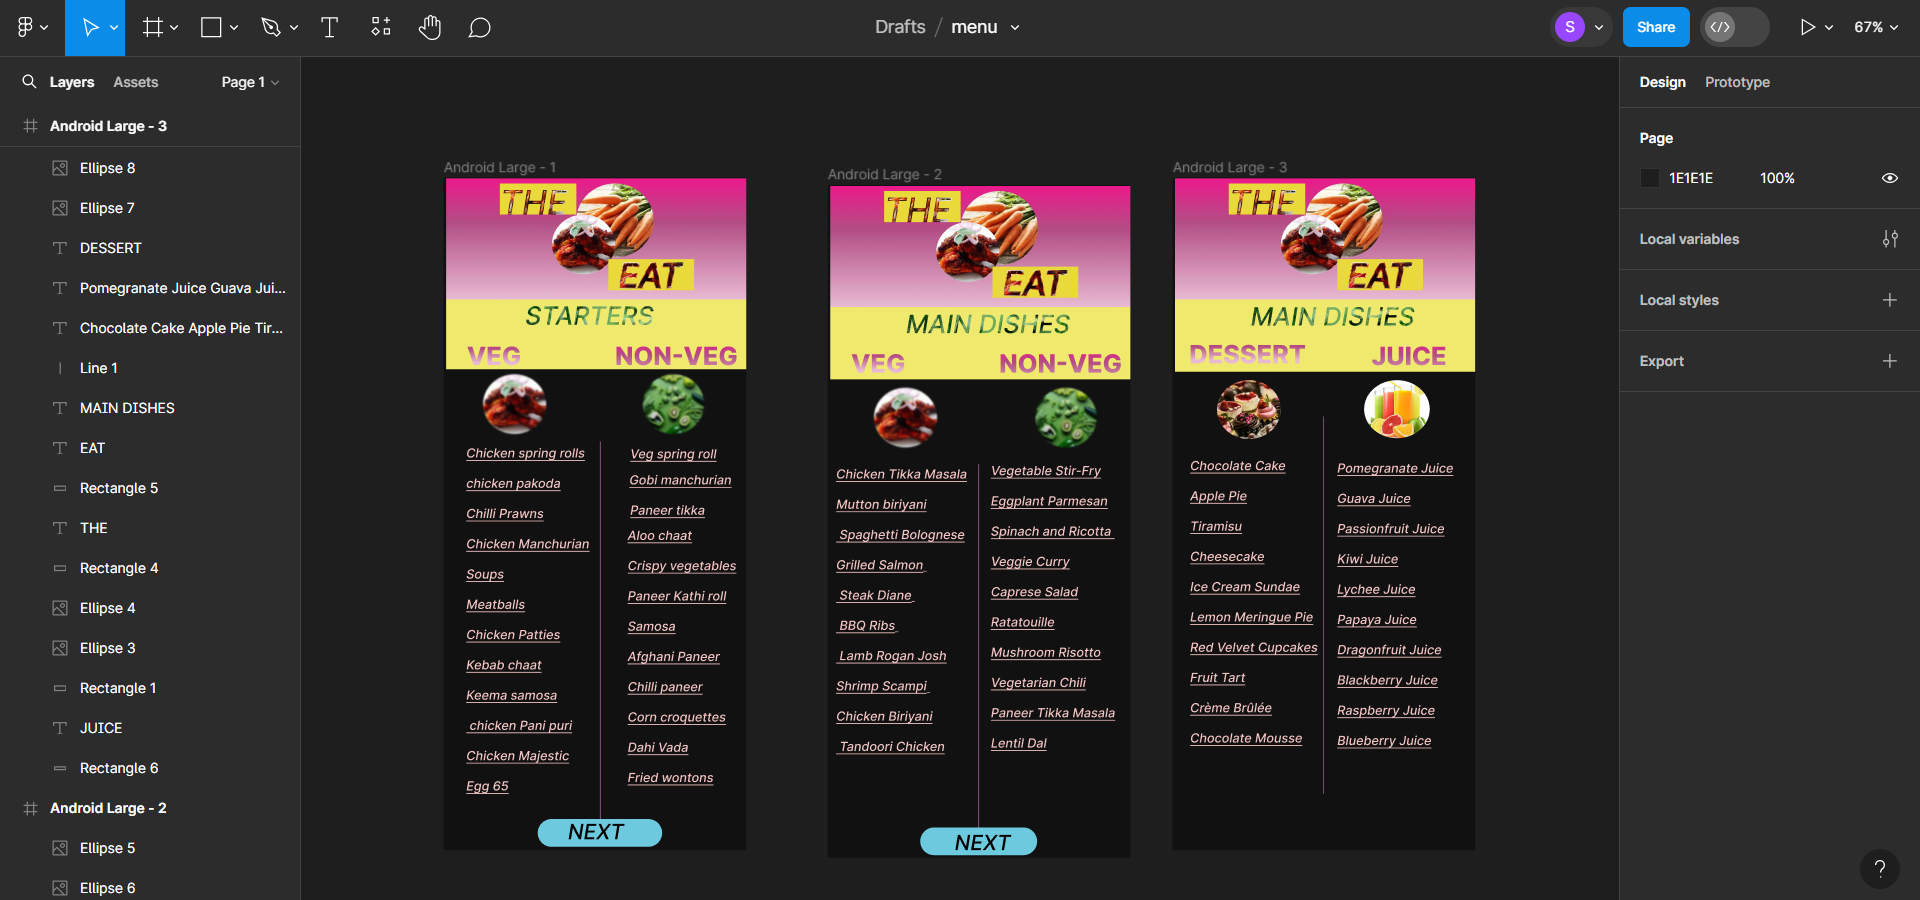 Drafts / menu
S
Share
67%
Layers
Assets
Page 1
Android Large - 3
Ellipse 8
Ellipse 7
DESSERT
Pomegranate Juice Guava Jui...
Chocolate Cake Apple Pie Tir...
Line 1
MAIN DISHES
EAT
Rectangle 5
THE
Rectangle 4
Ellipse 4
Ellipse 3
Rectangle 1
JUICE
Rectangle 6
Android Large - 2
Ellipse 5
Ellipse 6
Android Large - 1
THE
EAT
STARTERS
VEG
NON-VEG
Chicken spring rolls
chicken pakoda
Chilli Prawns
Chicken Manchurian
Soups
Meatballs
Chicken Patties
Kebab chaat
Keema samosa
chicken Pani puri
Chicken Majestic
Egg 65
Veg spring roll
Gobi manchurian
Paneer tikka
Aloo chaat
Crispy vegetables
Paneer Kathi roll
Samosa
Afghani Paneer
Chilli paneer
Corn croquettes
Dahi Vada
Fried wontons
NEXT
Android Large - 2
THE
EAT
MAIN DISHES
VEG
NON-VEG
Chicken Tikka Masala
Mutton biriyani
Spaghetti Bolognese
Grilled Salmon
Steak Diane
BBQ Ribs
Lamb Rogan Josh
Shrimp Scampi
Chicken Biriyani
Tandoori Chicken
Vegetable Stir-Fry
Eggplant Parmesan
Spinach and Ricotta
Veggie Curry
Caprese Salad
Ratatouille
Mushroom Risotto
Vegetarian Chili
Paneer Tikka Masala
Lentil Dal
NEXT
Android Large - 3
THE
EAT
MAIN DISHES
DESSERT
JUICE
Chocolate Cake
Apple Pie
Tiramisu
Cheesecake
Ice Cream Sundae
Lemon Meringue Pie
Red Velvet Cupcakes
Fruit Tart
Crème Brûlée
Chocolate Mousse
Pomegranate Juice
Guava Juice
Passionfruit Juice
Kiwi Juice
Lychee Juice
Papaya Juice
Dragonfruit Juice
Blackberry Juice
Raspberry Juice
Blueberry Juice
Design
Prototype
Page
1E1E1E
100%
Local variables
Local styles
Export
?